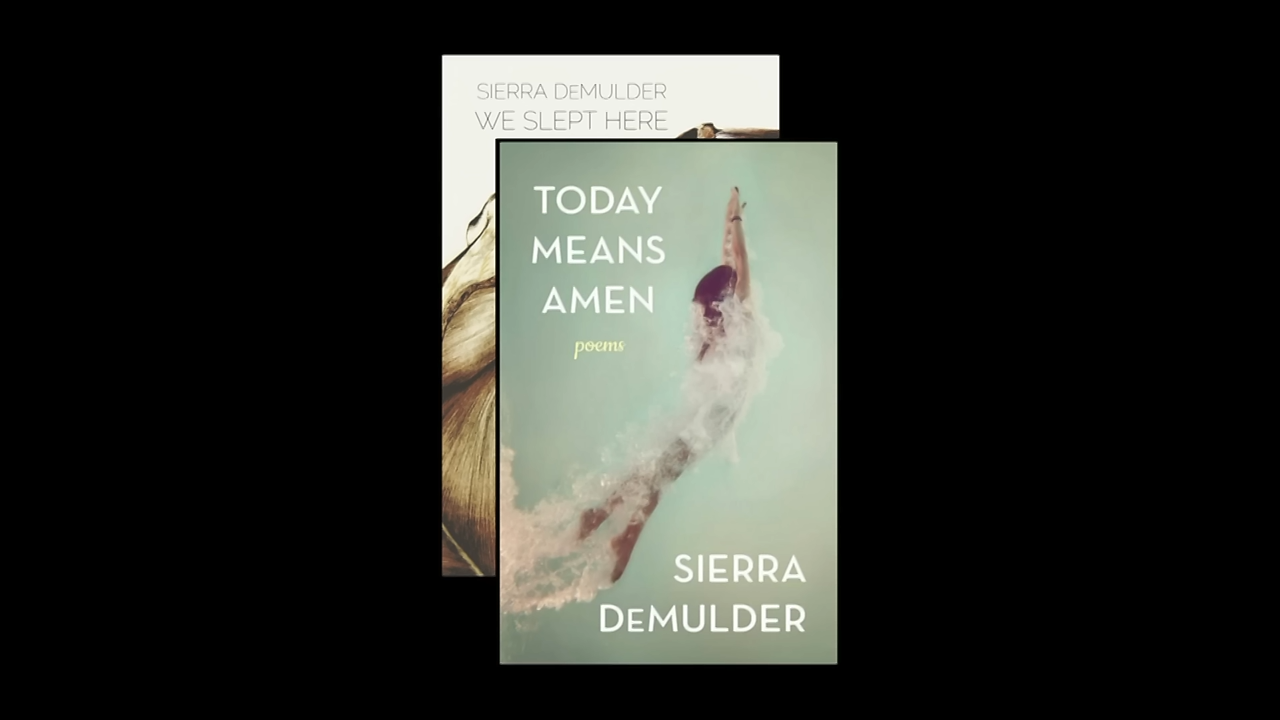 SIERRA DEMULDER
WE SLEPT HERE
TODAY
MEANS
AMEN
poems
SIERRA
DEMULDER